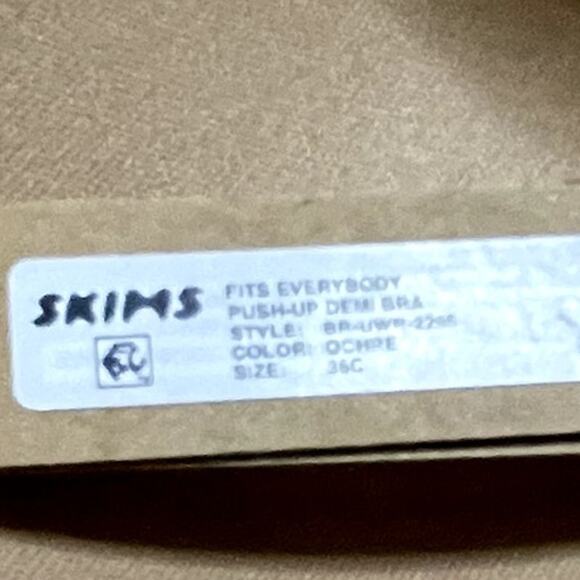 SKIMS
FITS EVERYBODY
PUSH-UP DEMI BRA
STYLE:
COLOR: OCHRE
SIZE: 36C